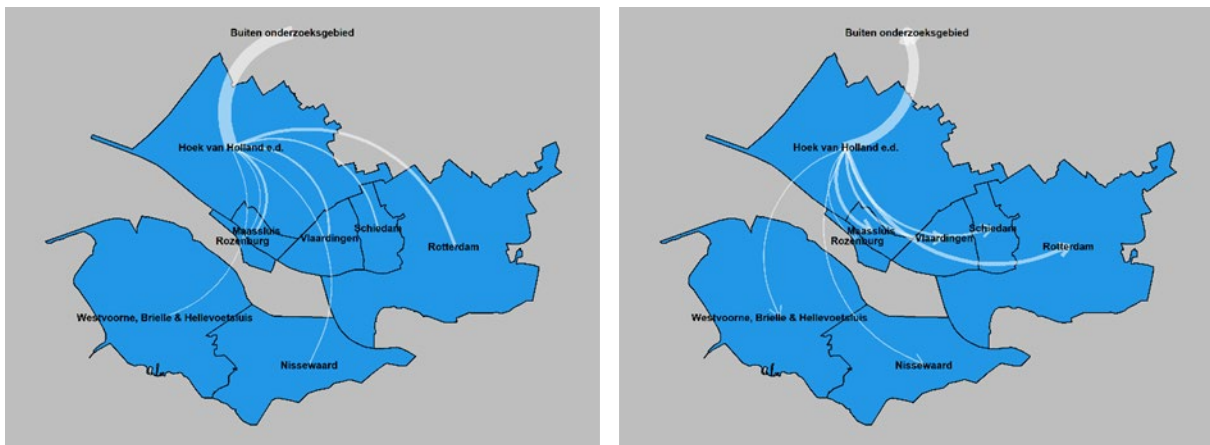 Buiten onderzoeksgebied
Hoek van Holland e.d.
Maassluis
Rozenburg
Vlaardingen
Schiedam
Rotterdam
Westvoorne, Brielle & Hellevoetsluis
Nissewaard
Buiten onderzoeksgebied
Hoek van Holland e.d.
Maassluis
Rozenburg
Vlaardingen
Schiedam
Rotterdam
Westvoorne, Brielle & Hellevoetsluis
Nissewaard